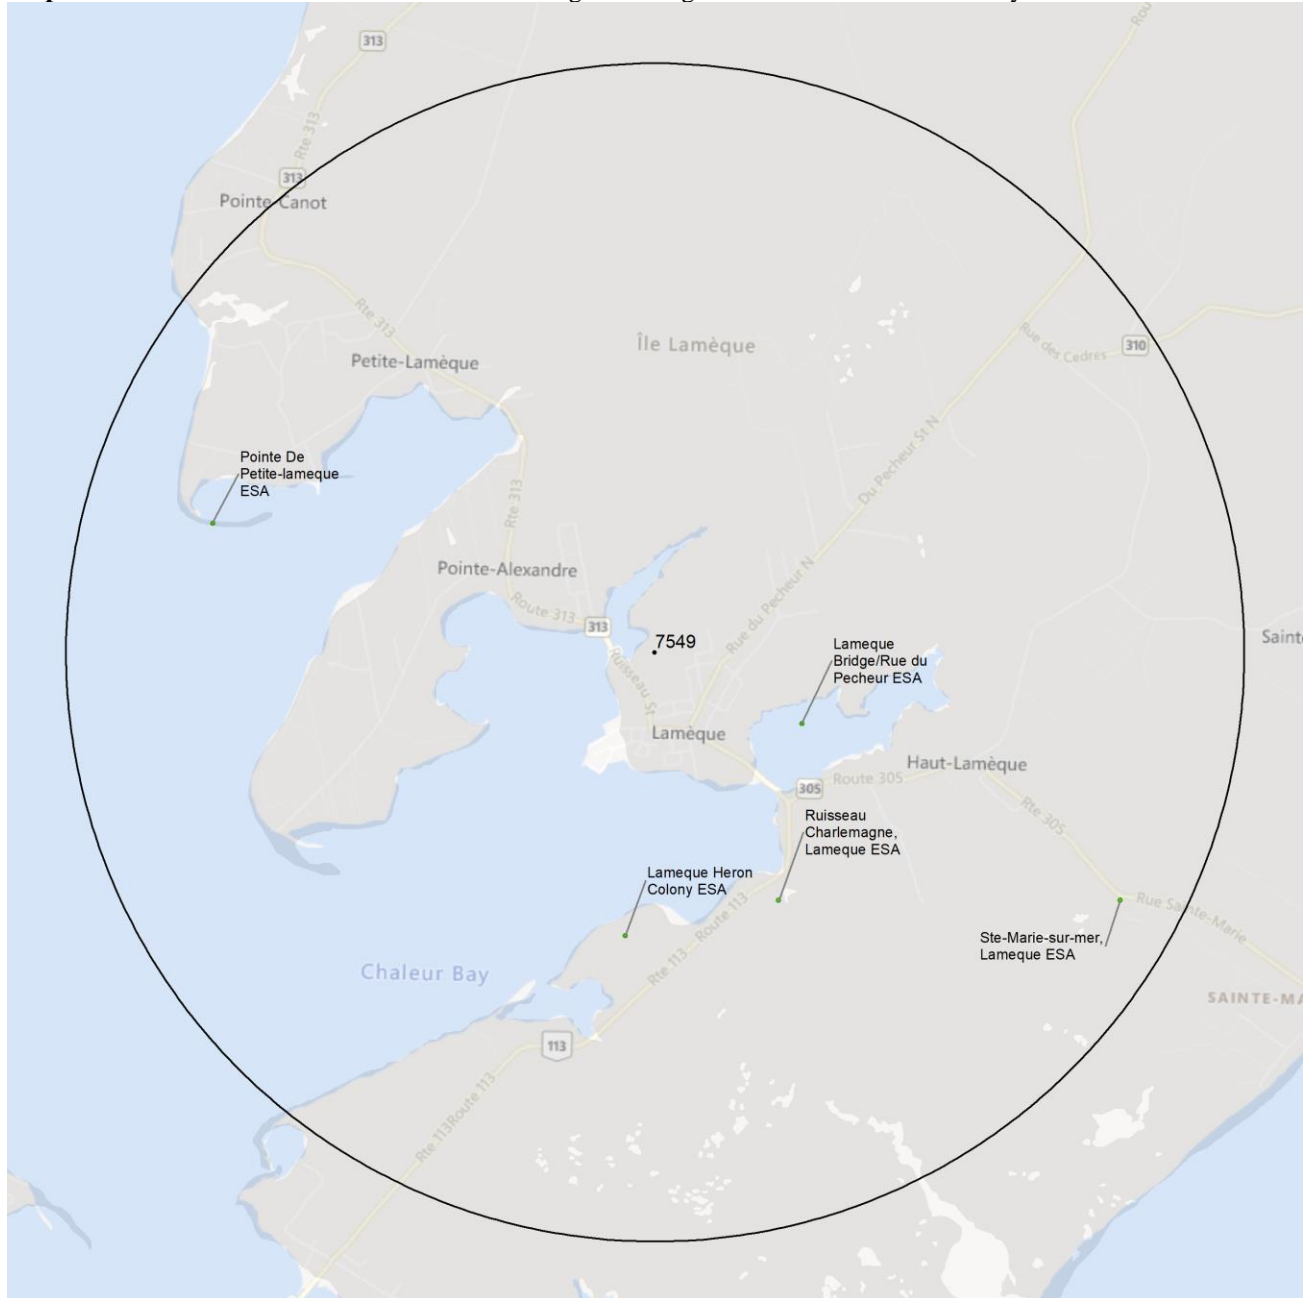 313
Rte 313
313
Pointe-Canot
Rte 313
Île Lamèque
Rue des Cedres
310
Petite-Lamèque
Du Pecheur St N
Pointe De
Petite-lameque
ESA
Rte 313
Pointe-Alexandre
Route 313
313
Ruisseau St
7549
Rue du Pecheur N
Lameque
Bridge/Rue du
Pecheur ESA
Lamèque
Haut-Lamèque
Route 305
305
Rte 305
Ruisseau
Charlemagne,
Lameque ESA
Lameque Heron
Colony ESA
Rte 113
Route 113
Rue Sainte-Marie
Ste-Marie-sur-mer,
Lameque ESA
Chaleur Bay
113
Rte 113
Route 113